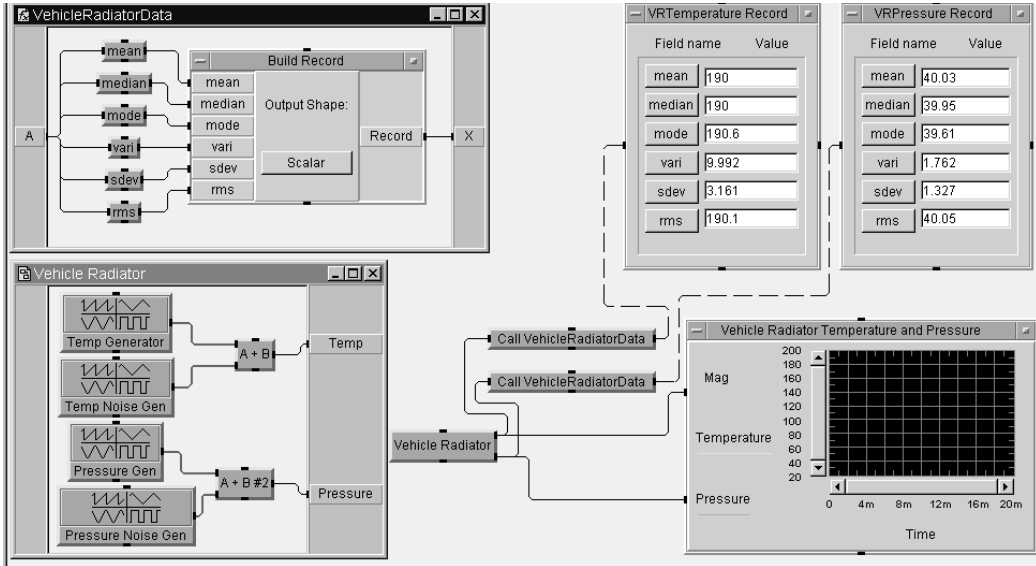 VehicleRadiatorData
A
mean
median
mode
vari
sdev
rms
Build Record
mean
median
mode
vari
sdev
rms
Output Shape:
Scalar
Record
X
VRTemperature Record
Field name Value
mean 190
median 190
mode 190.6
vari 9.992
sdev 3.161
rms 190.1
VRPressure Record
Field name Value
mean 40.03
median 39.95
mode 39.61
vari 1.762
sdev 1.327
rms 40.05
Vehicle Radiator
Temp Generator
Temp Noise Gen
A + B
Temp
Pressure Gen
Pressure Noise Gen
A + B #2
Pressure
Call VehicleRadiatorData
Call VehicleRadiatorData
Vehicle Radiator
Vehicle Radiator Temperature and Pressure
Mag
Temperature
Pressure
200
180
160
140
120
100
80
60
40
20
0 4m 8m 12m 16m 20m
Time